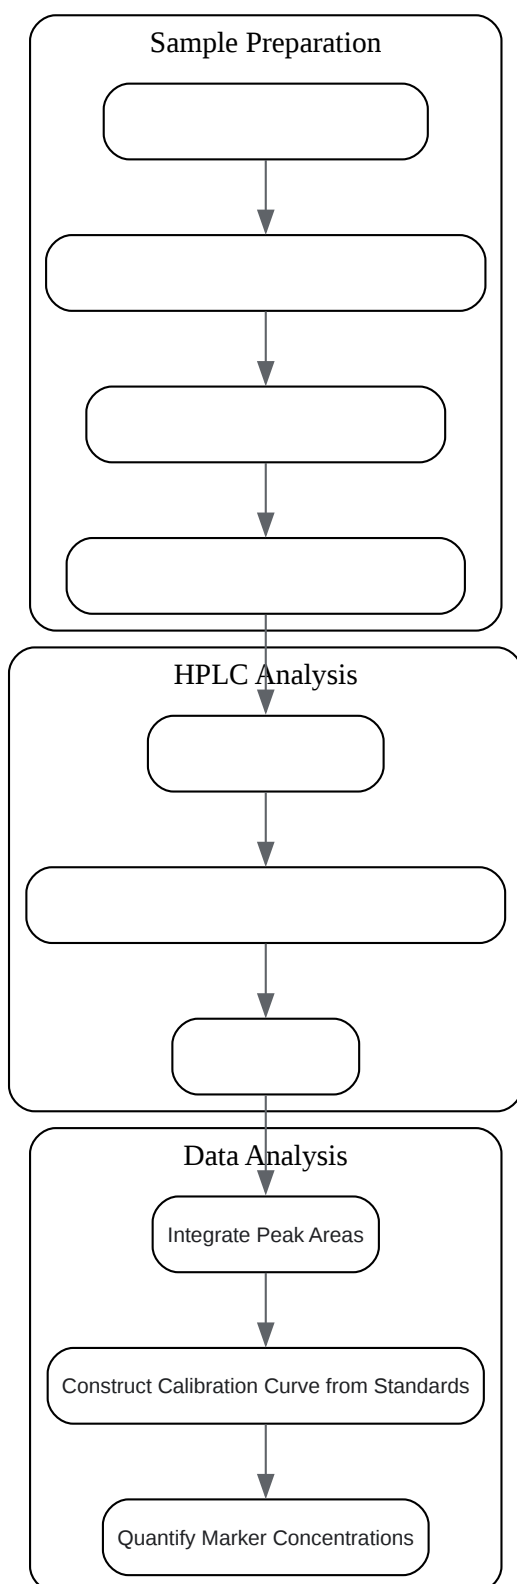 Sample Preparation
HPLC Analysis
Data Analysis
Integrate Peak Areas
Construct Calibration Curve from Standards
Quantify Marker Concentrations